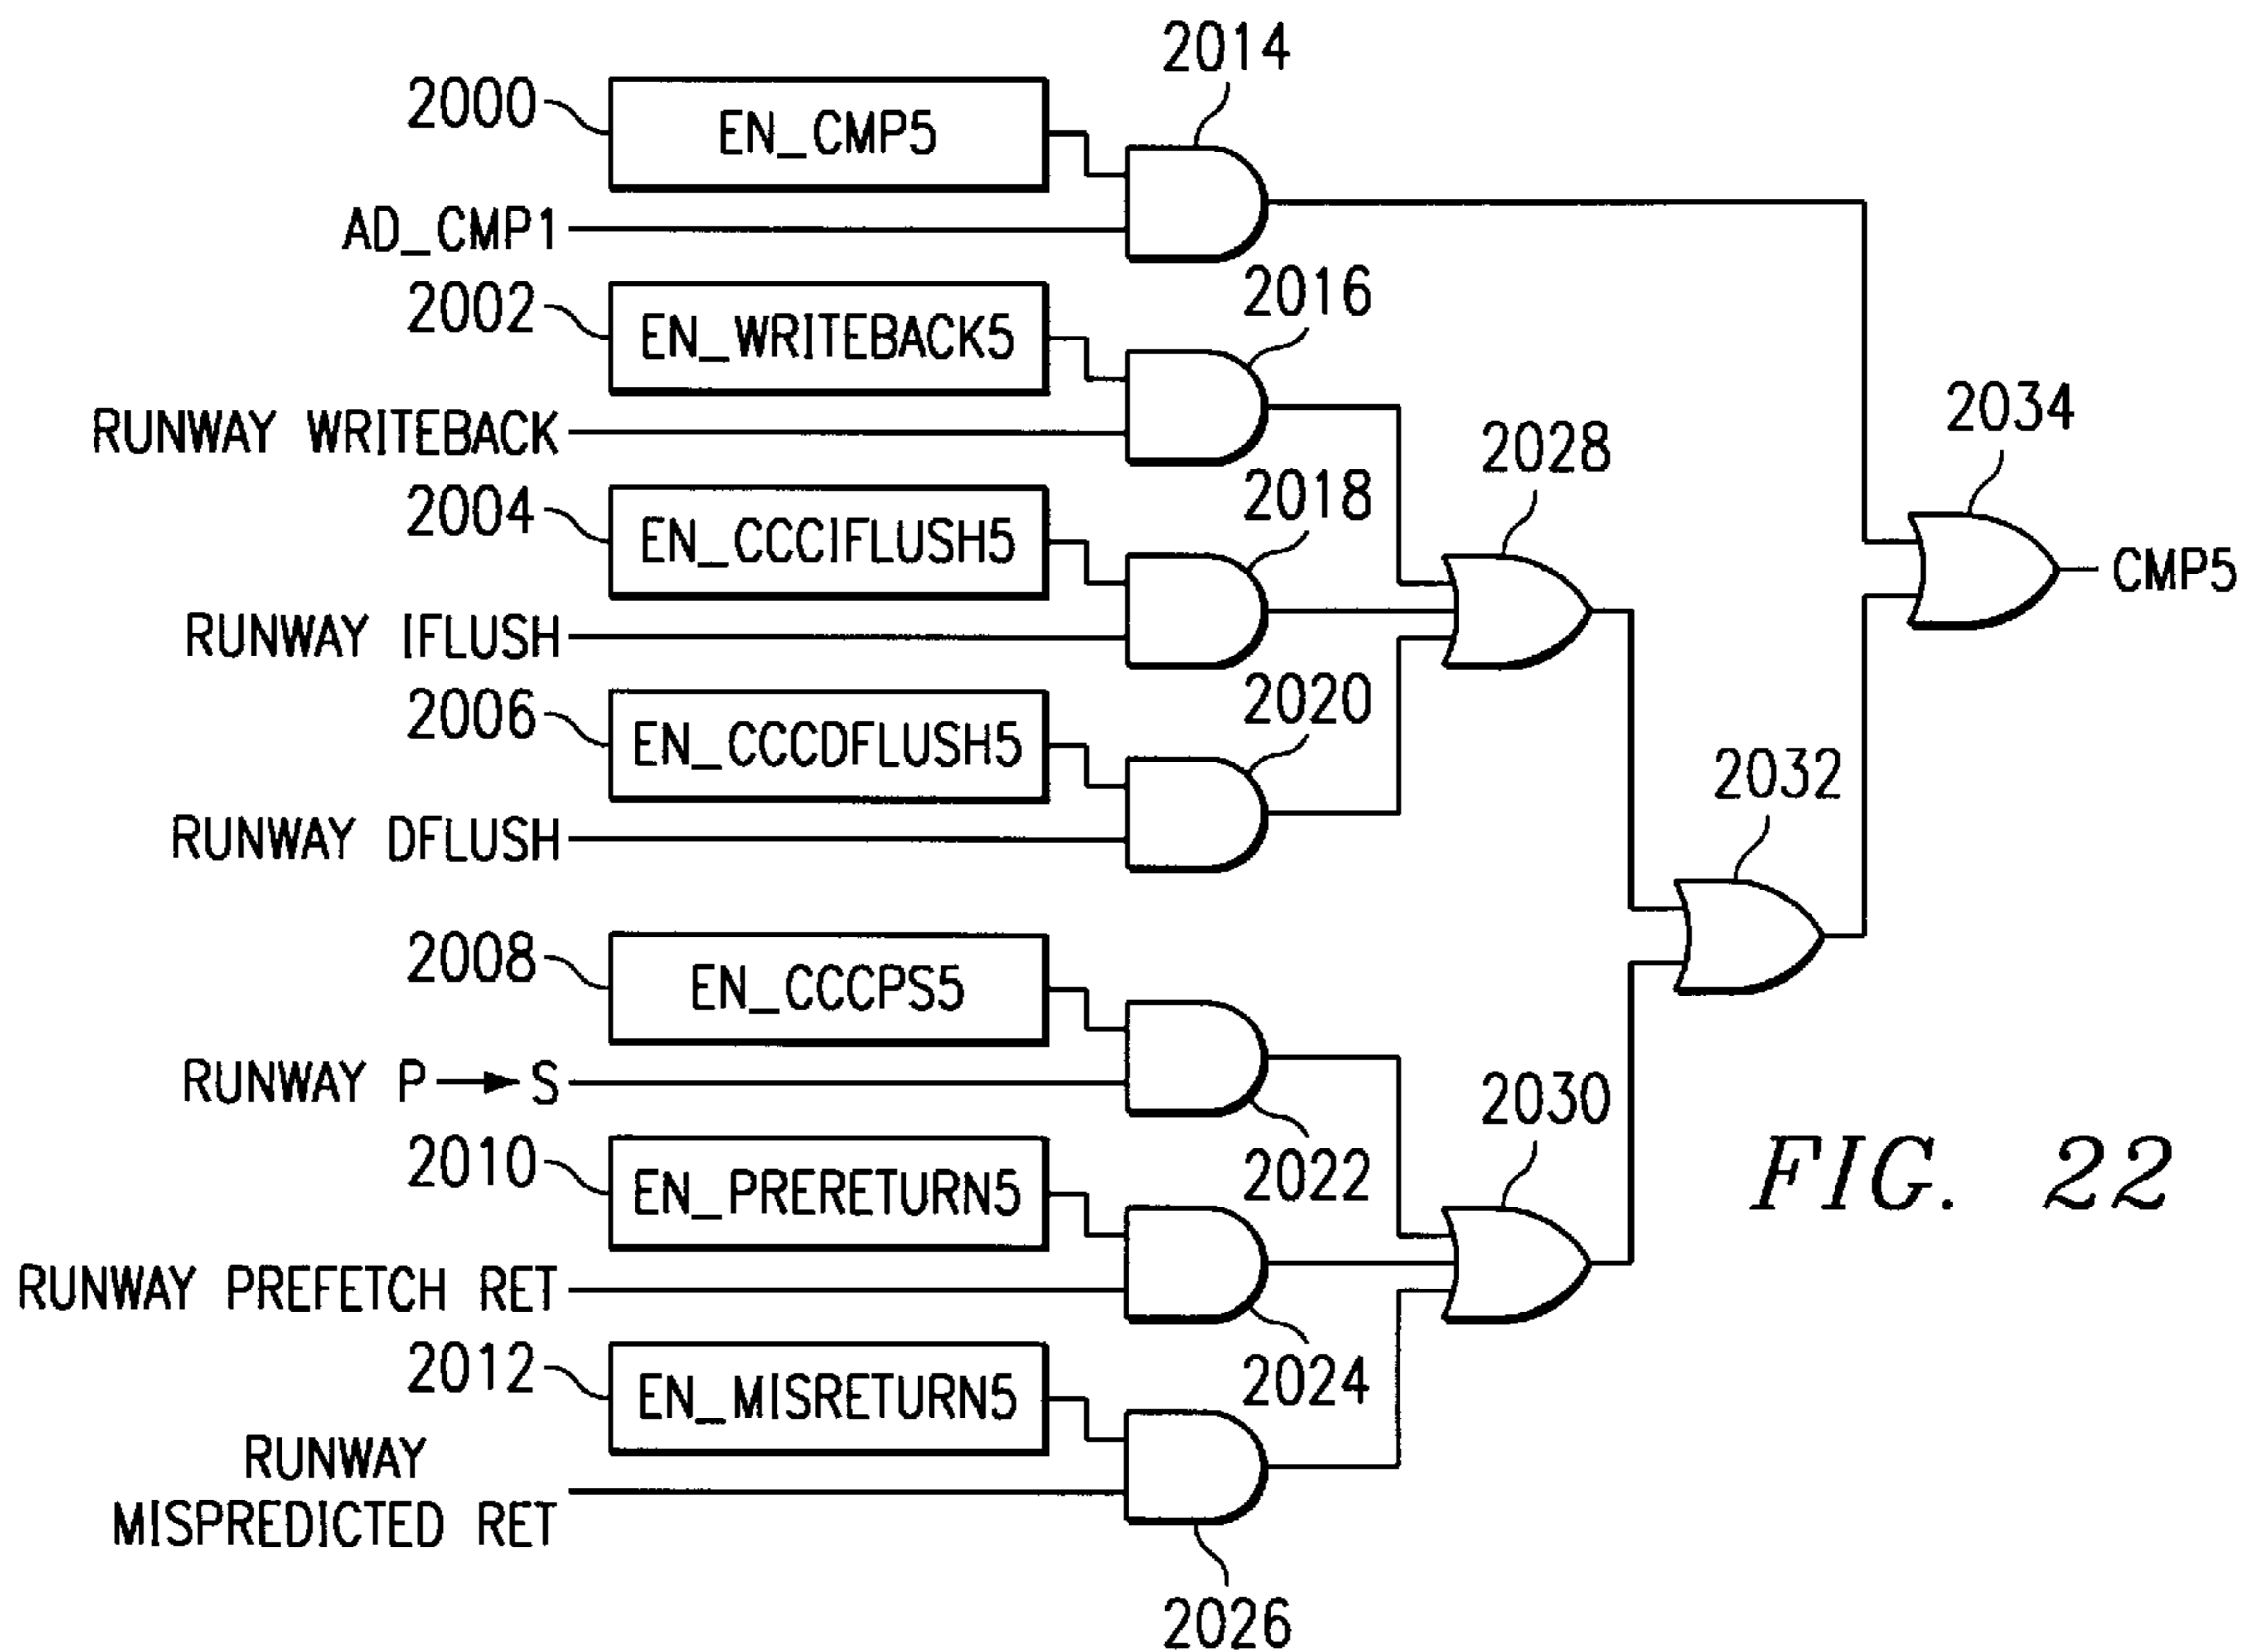 2014
2000
EN_CMP5
AD_CMP1
2016
2002
EN_WRITEBACK5
RUNWAY WRITEBACK
2034
2028
2018
2004
EN_CCCIFLUSH5
CMP5
RUNWAY IFLUSH
2020
2006
EN_CCCDFLUSH5
2032
RUNWAY DFLUSH
2008
EN_CCCPS5
RUNWAY P → S
2030
2022
2010
EN_PRERETURN5
FIG. 22
RUNWAY PREFETCH RET
2024
2012
EN_MISRETURN5
RUNWAY
MISPREDICTED RET
2026